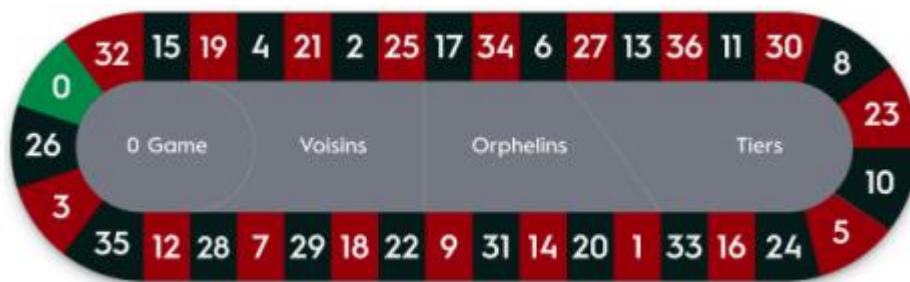 32 15 19 4 21 2 25 17 34 6 27 13 36 11 30 8
0 23
26 0 Game Voisins Orphelins Tiers
3 10
35 12 28 7 29 18 22 9 31 14 20 1 33 16 24 5